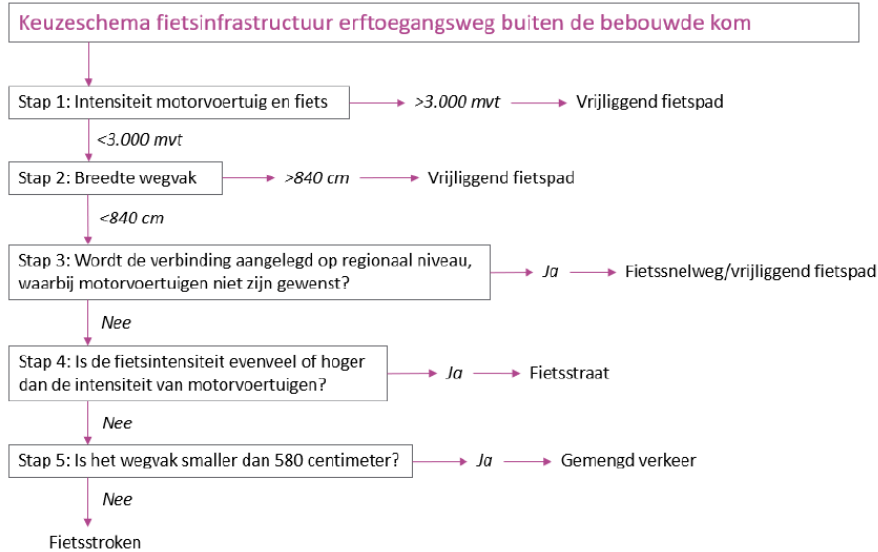 Keuzeschema fietsinfrastructuur erftoegangsweg buiten de bebouwde kom
Stap 1: Intensiteit motorvoertuig en fiets
>3.000 mvt
Vrijliggend fietspad
<3.000 mvt
Stap 2: Breedte wegvak
>840 cm
Vrijliggend fietspad
<840 cm
Stap 3: Wordt de verbinding aangelegd op regionaal niveau,
waarbij motorvoertuigen niet zijn gewenst?
Ja
Fietssnelweg/vrijliggend fietspad
Nee
Stap 4: Is de fietsintensiteit evenveel of hoger
dan de intensiteit van motorvoertuigen?
Ja
Fietsstraat
Nee
Stap 5: Is het wegvak smaller dan 580 centimeter?
Ja
Gemengd verkeer
Nee
Fietsstroken